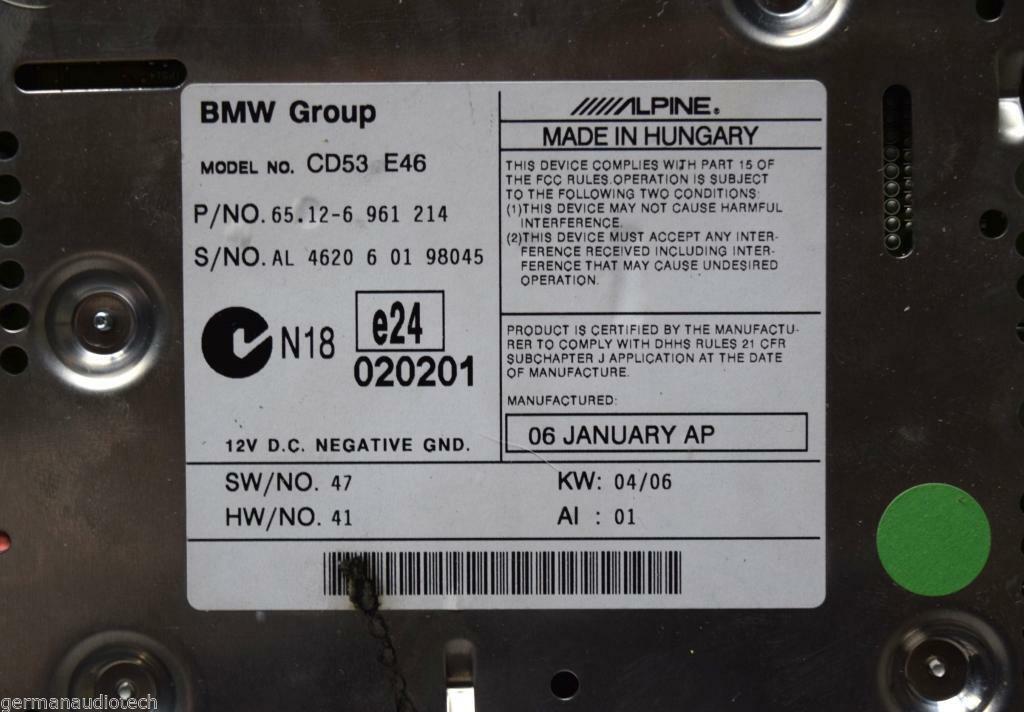 BMW Group
MODEL NO. CD53 E46
P/NO. 65.12-6 961 214
S/NO. AL 4620 6 01 98045
N18
e24
020201
12V D.C. NEGATIVE GND.
ALPINE®
MADE IN HUNGARY
THIS DEVICE COMPLIES WITH PART 15 OF
THE FCC RULES.OPERATION IS SUBJECT
TO THE FOLLOWING TWO CONDITIONS:
(1)THIS DEVICE MAY NOT CAUSE HARMFUL
INTERFERENCE.
(2)THIS DEVICE MUST ACCEPT ANY INTER-
FERENCE RECEIVED INCLUDING INTER-
FERENCE THAT MAY CAUSE UNDESIRED
OPERATION.
PRODUCT IS CERTIFIED BY THE MANUFACTU-
RER TO COMPLY WITH DHHS RULES 21 CFR
SUBCHAPTER J APPLICATION AT THE DATE
OF MANUFACTURE.
MANUFACTURED:
06 JANUARY AP
SW/NO. 47
KW: 04/06
HW/NO. 41
AI : 01
germanaudiotech